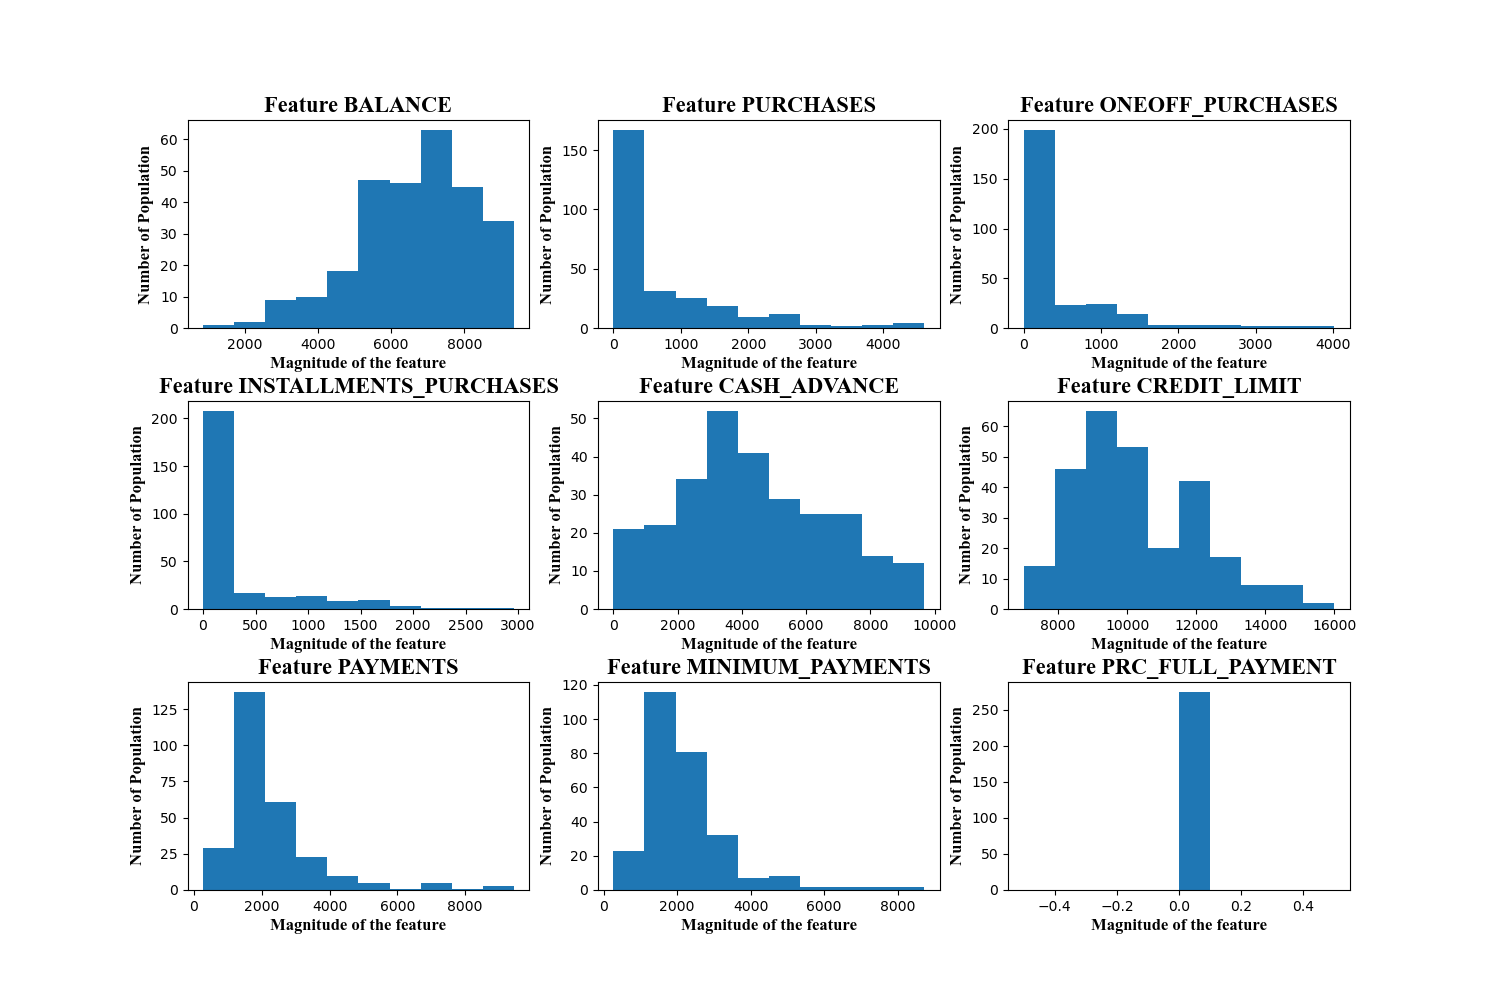 Feature BALANCE
Number of Population
60
50
40
30
20
10
0
2000 4000 6000 8000
Magnitude of the feature
Feature PURCHASES
Number of Population
150
100
50
0
0 1000 2000 3000 4000
Magnitude of the feature
Feature ONEOFF_PURCHASES
Number of Population
200
150
100
50
0
0 1000 2000 3000 4000
Magnitude of the feature
Feature INSTALLMENTS_PURCHASES
Number of Population
200
150
100
50
0
0 500 1000 1500 2000 2500 3000
Magnitude of the feature
Feature CASH_ADVANCE
Number of Population
50
40
30
20
10
0
0 2000 4000 6000 8000 10000
Magnitude of the feature
Feature CREDIT_LIMIT
Number of Population
60
50
40
30
20
10
0
8000 10000 12000 14000 16000
Magnitude of the feature
Feature PAYMENTS
Number of Population
125
100
75
50
25
0
0 2000 4000 6000 8000
Magnitude of the feature
Feature MINIMUM_PAYMENTS
Number of Population
120
100
80
60
40
20
0
0 2000 4000 6000 8000
Magnitude of the feature
Feature PRC_FULL_PAYMENT
Number of Population
250
200
150
100
50
0
−0.4 −0.2 0.0 0.2 0.4
Magnitude of the feature